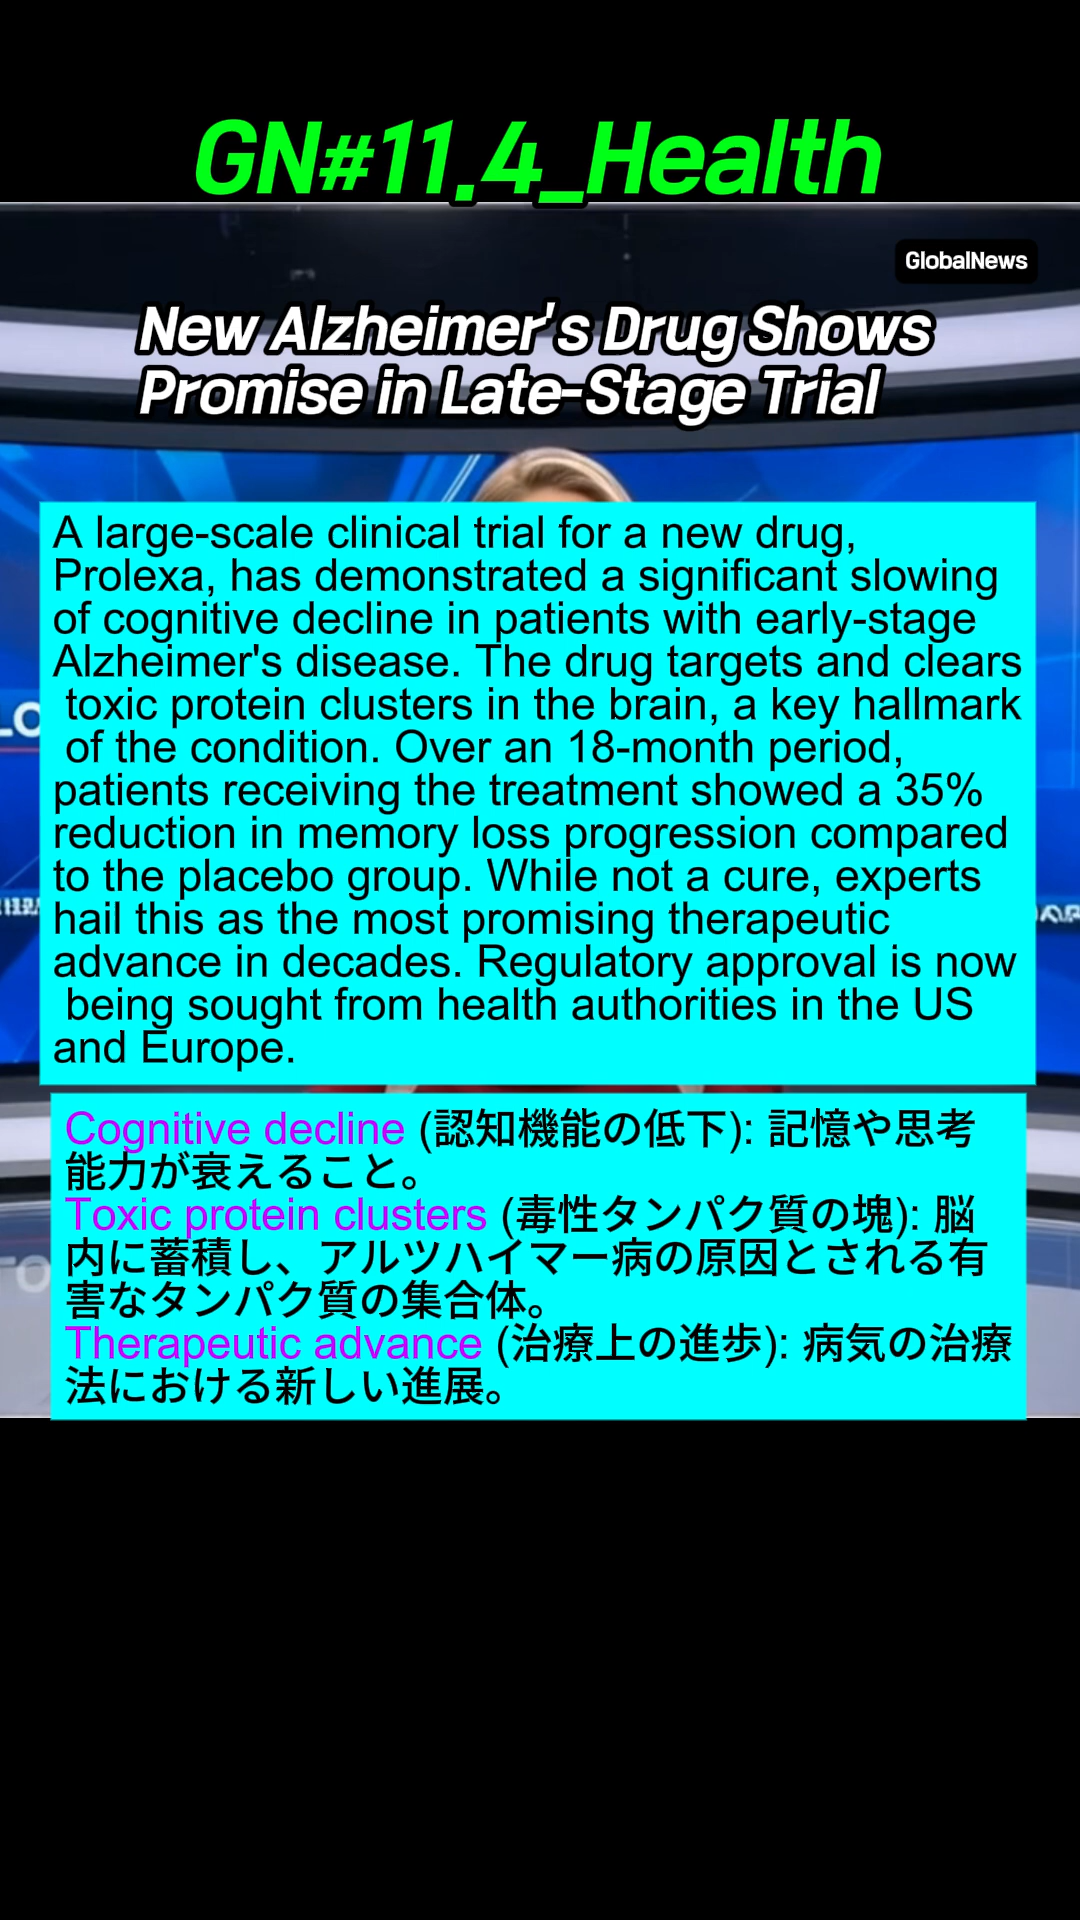 GN#11.4_Health
GlobalNews
New Alzheimer's Drug Shows
Promise in Late-Stage Trial
A large-scale clinical trial for a new drug,
Prolexa, has demonstrated a significant slowing
of cognitive decline in patients with early-stage
Alzheimer's disease. The drug targets and clears
toxic protein clusters in the brain, a key hallmark
of the condition. Over an 18-month period,
patients receiving the treatment showed a 35%
reduction in memory loss progression compared
to the placebo group. While not a cure, experts
hail this as the most promising therapeutic
advance in decades. Regulatory approval is now
being sought from health authorities in the US
and Europe.
Cognitive decline (認知機能の低下): 記憶や思考
能力が衰えること。
Toxic protein clusters (毒性タンパク質の塊): 脳
内に蓄積し、アルツハイマー病の原因とされる有
害なタンパク質の集合体。
Therapeutic advance (治療上の進歩): 病気の治療
法における新しい進展。